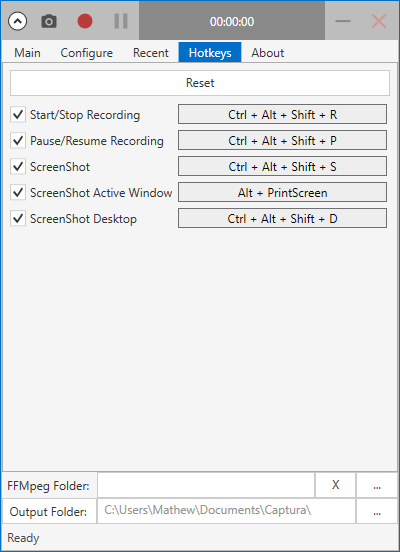 00:00:00
Main Configure Recent Hotkeys About
Reset
Start/Stop Recording Ctrl + Alt + Shift + R
Pause/Resume Recording Ctrl + Alt + Shift + P
ScreenShot Ctrl + Alt + Shift + S
ScreenShot Active Window Alt + PrintScreen
ScreenShot Desktop Ctrl + Alt + Shift + D
FFMpeg Folder: X ...
Output Folder: C:\Users\Mathew\Documents\Captura\ ...
Ready